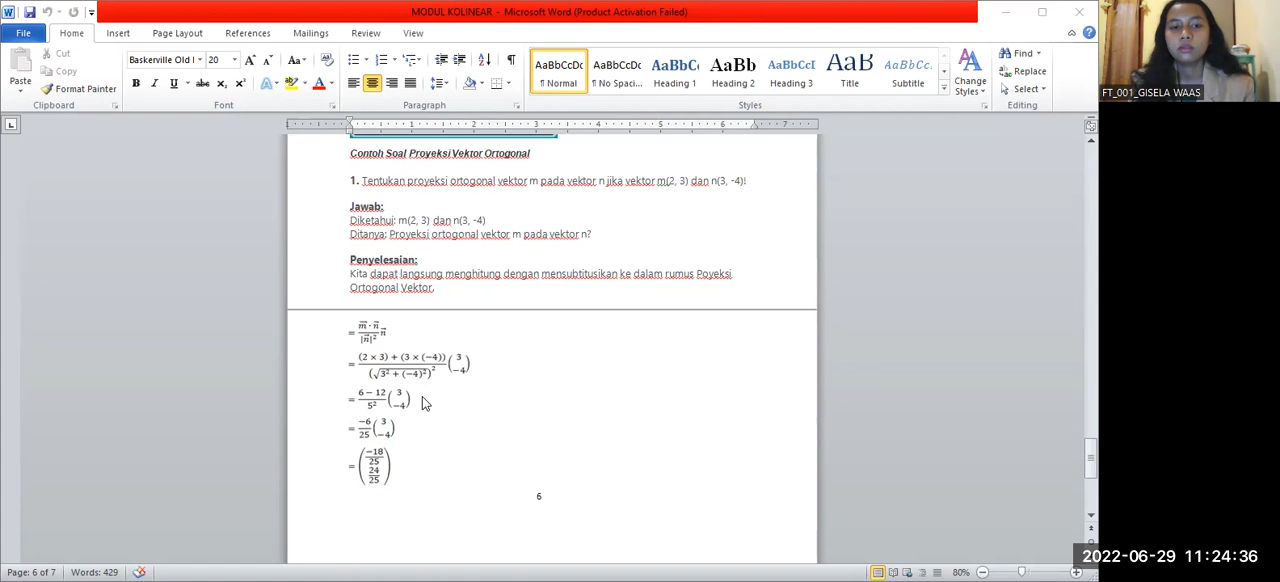 MODUL KOLINEAR - Microsoft Word (Product Activation Failed)
File Home Insert Page Layout References Mailings Review View
Paste
Cut
Copy
Format Painter
Clipboard
Baskerville Old 20
Font
Paragraph
AaBbCcDc AaBbCcDc AaBbC AaBbCc AaBbCcI AaB AaBbCc.
¶ Normal ¶ No Spaci... Heading 1 Heading 2 Heading 3 Title Subtitle
Change Styles
Styles
Find
Replace
Select
Editing
FT_001_GISELA WAAS
Contoh Soal Proyeksi Vektor Ortogonal
1. Tentukan proyeksi ortogonal vektor m pada vektor n jika vektor m(2, 3) dan n(3, -4)!
Jawab:
Diketahui: m(2, 3) dan n(3, -4)
Ditanya: Proyeksi ortogonal vektor m pada vektor n?
Penyelesaian:
Kita dapat langsung menghitung dengan mensubtitusikan ke dalam rumus Poyeksi
Ortogonal Vektor.
= m⃗ · n⃗ / |n⃗|² n⃗
= (2 × 3) + (3 × (−4)) / (√3² + (−4)²)² (3 −4)
= 6 − 12 / 5² (3 −4)
= −6 / 25 (3 −4)
= (−18/25 24/25)
6
Page: 6 of 7 Words: 429
80%
2022-06-29 11:24:36